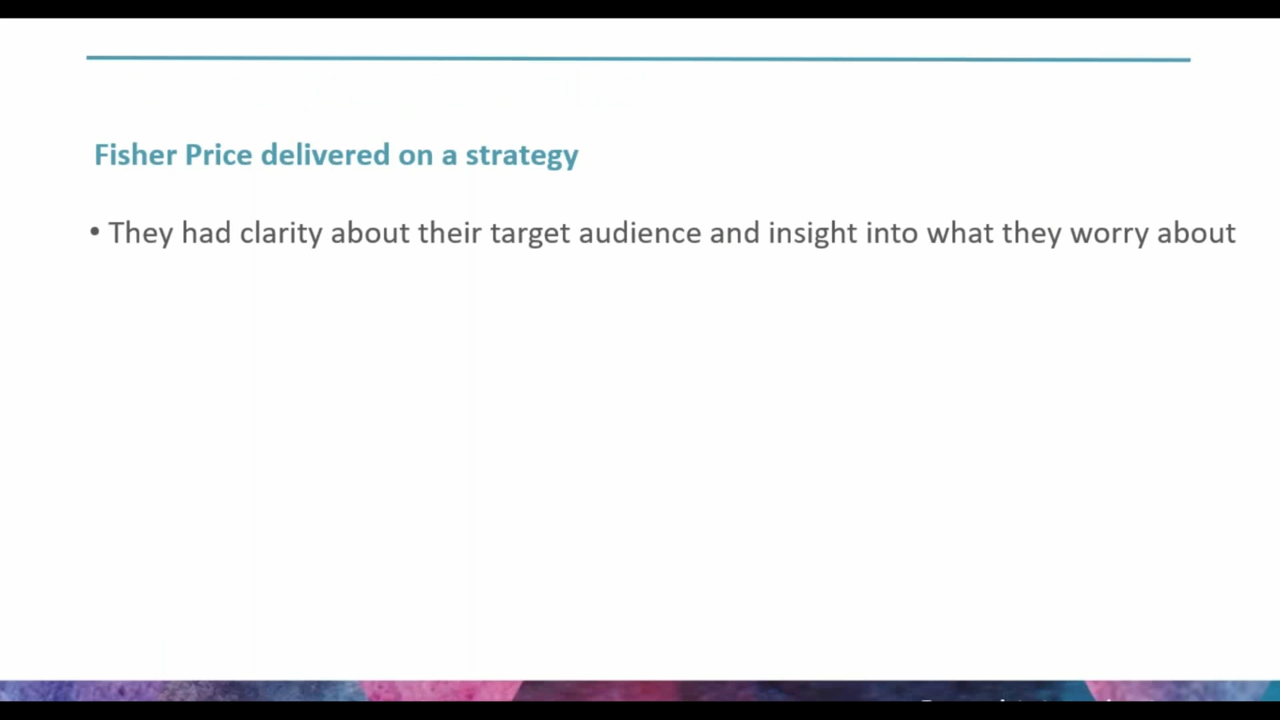 Fisher Price delivered on a strategy
• They had clarity about their target audience and insight into what they worry about